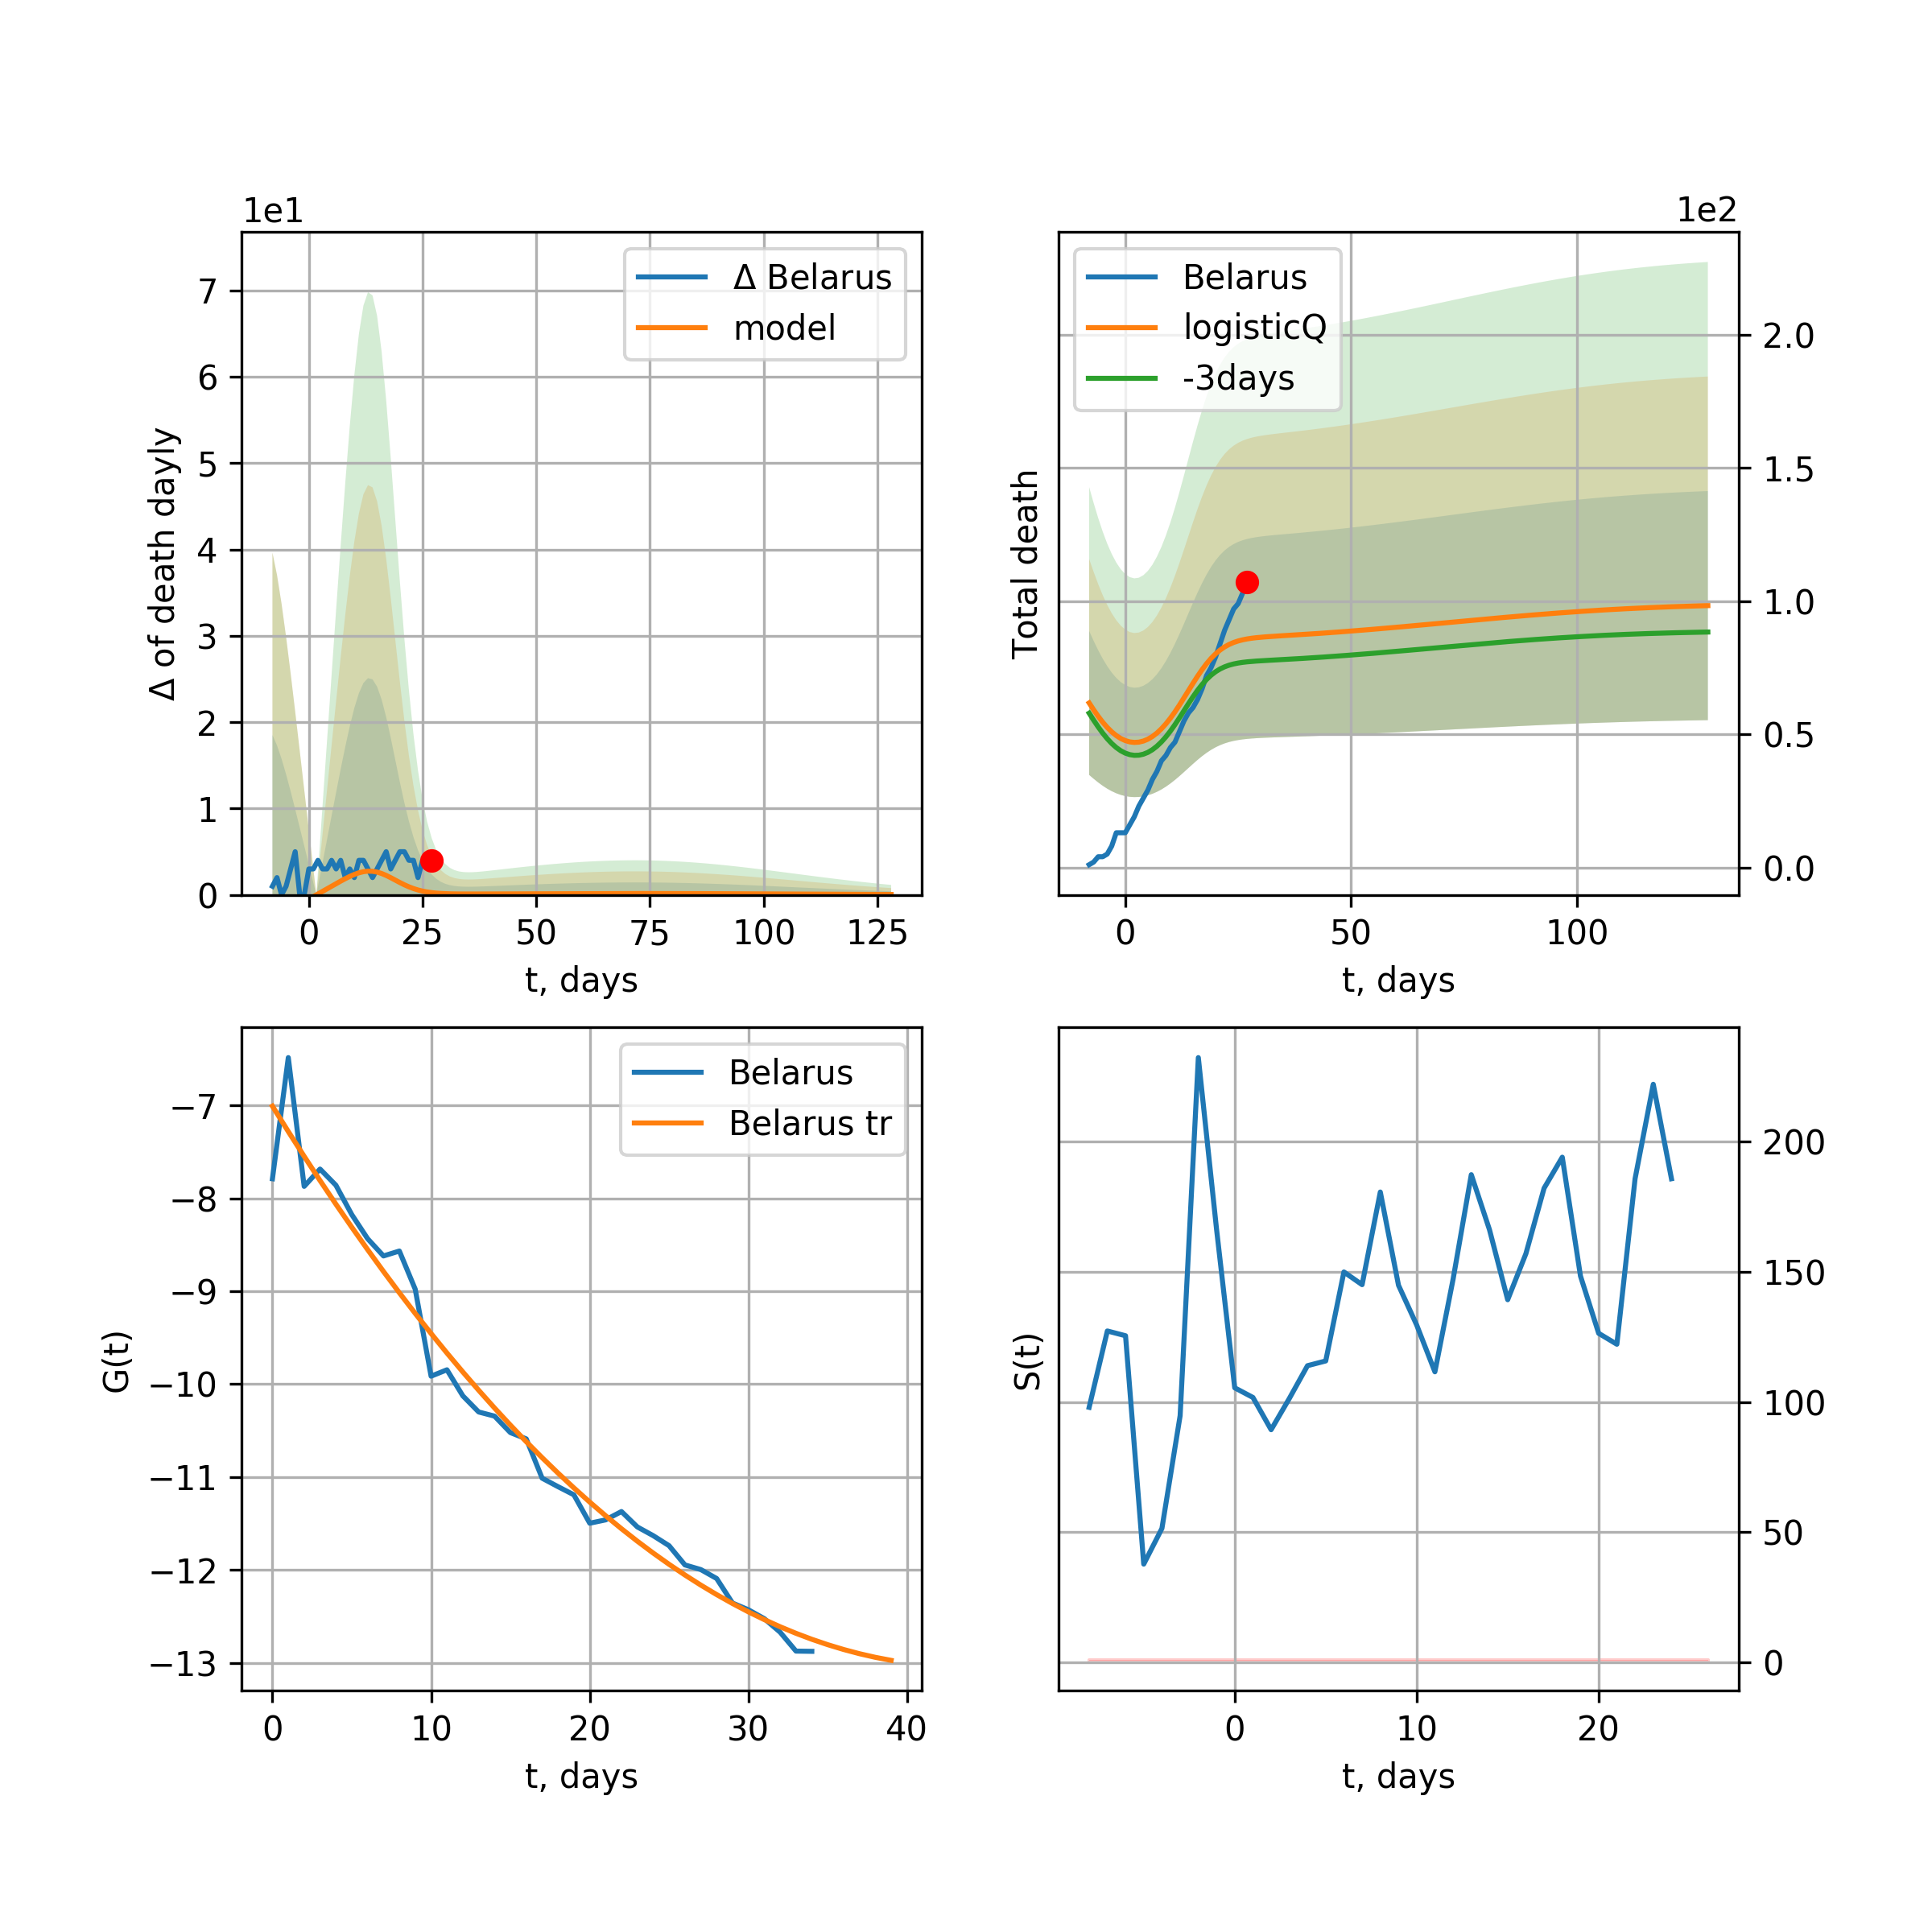 1e1
Δ of death dayly
7
6
5
4
3
2
1
0
Δ Belarus
model
0 25 50 75 100 125
t, days
1e2
Total death
Belarus
logisticQ
-3days
2.0
1.5
1.0
0.5
0.0
0 50 100
t, days
G(t)
−7
−8
−9
−10
−11
−12
−13
Belarus
Belarus tr
0 10 20 30 40
t, days
S(t)
200
150
100
50
0
0 10 20
t, days